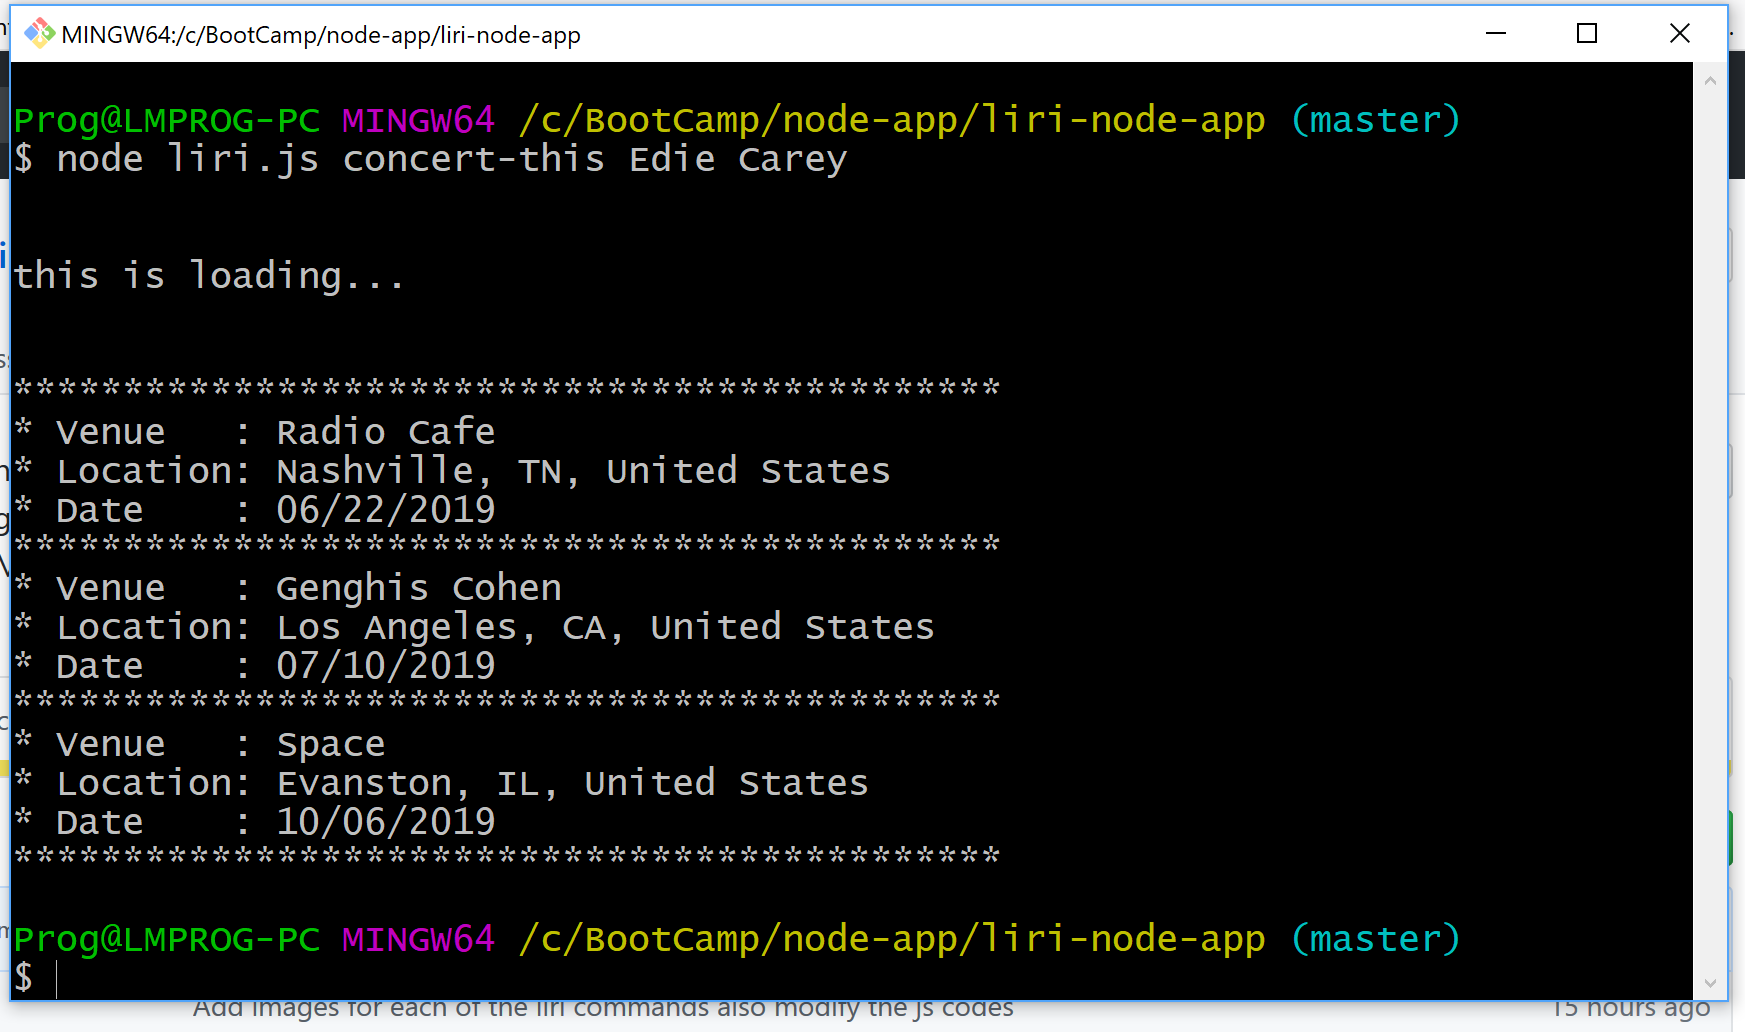 MINGW64:/c/BootCamp/node-app/liri-node-app
Prog@LMPROG-PC MINGW64 /c/BootCamp/node-app/liri-node-app (master)
$ node liri.js concert-this Edie Carey
this is loading...
*********************************************
* Venue   : Radio Cafe
* Location: Nashville, TN, United States
* Date    : 06/22/2019
*********************************************
* Venue   : Genghis Cohen
* Location: Los Angeles, CA, United States
* Date    : 07/10/2019
*********************************************
* Venue   : Space
* Location: Evanston, IL, United States
* Date    : 10/06/2019
*********************************************
Prog@LMPROG-PC MINGW64 /c/BootCamp/node-app/liri-node-app (master)
$
Add images for each of the liri commands also modify the js codes 15 hours ago